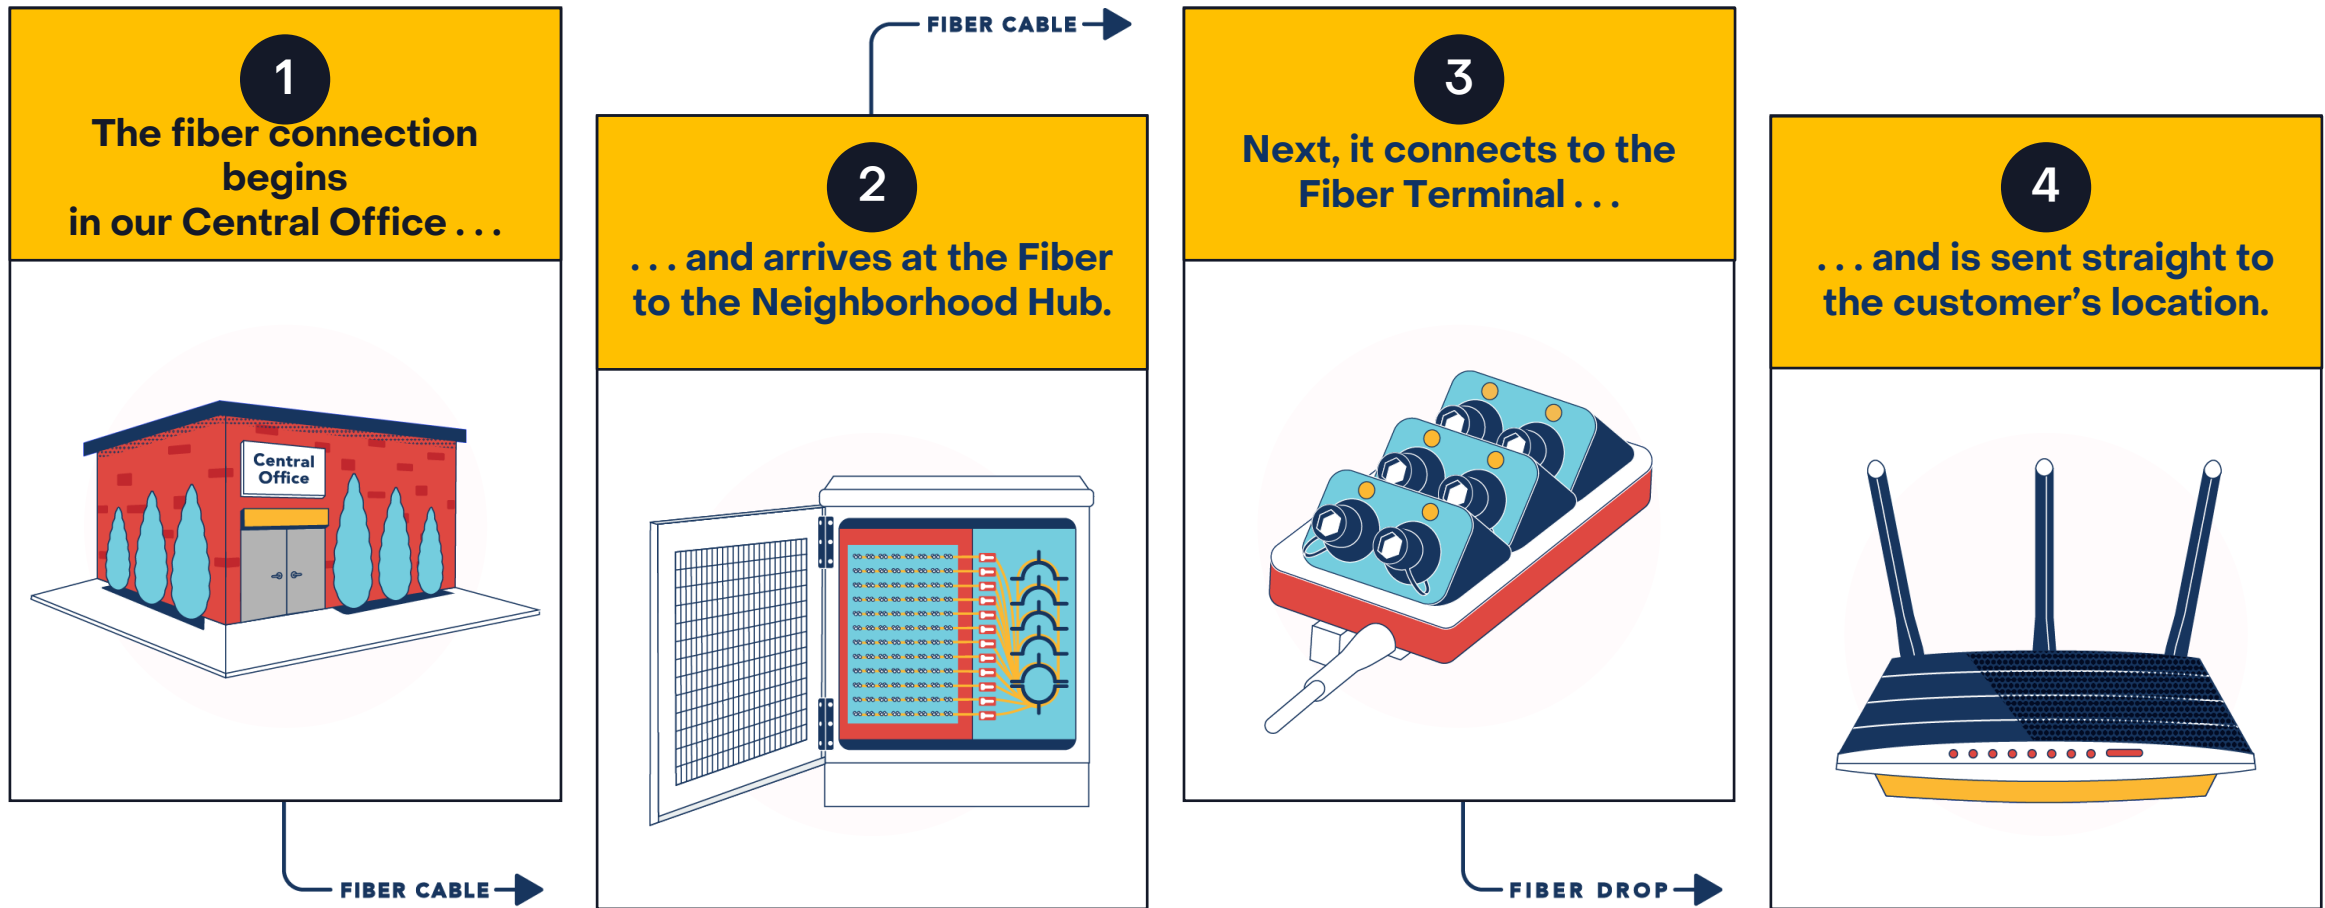 1
The fiber connection
begins
in our Central Office . . .
Central
Office
FIBER CABLE
2
. . . and arrives at the Fiber
to the Neighborhood Hub.
FIBER CABLE
3
Next, it connects to the
Fiber Terminal . . .
FIBER DROP
4
. . . and is sent straight to
the customer’s location.